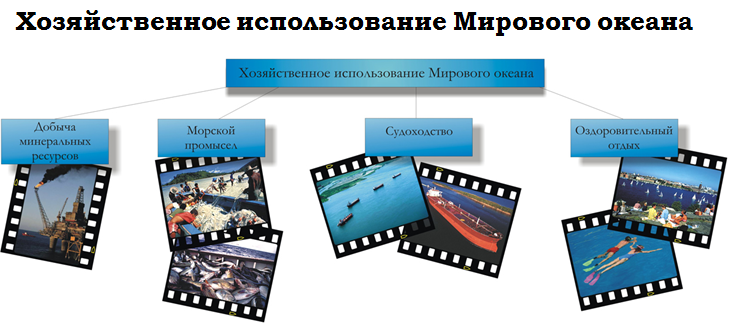 Хозяйственное использование Мирового океана
Хозяйственное использование Мирового океана
Добыча
минеральных
ресурсов
Морской
промысел
Судоходство
Оздоровительный
отдых